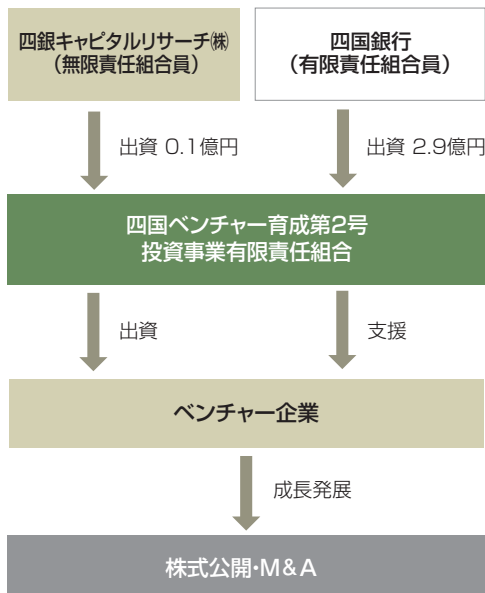 四銀キャピタルリサーチ㈱
（無限責任組合員）
四国銀行
（有限責任組合員）
出資 0.1億円
出資 2.9億円
四国ベンチャー育成第2号
投資事業有限責任組合
出資
支援
ベンチャー企業
成長発展
株式公開・M&A